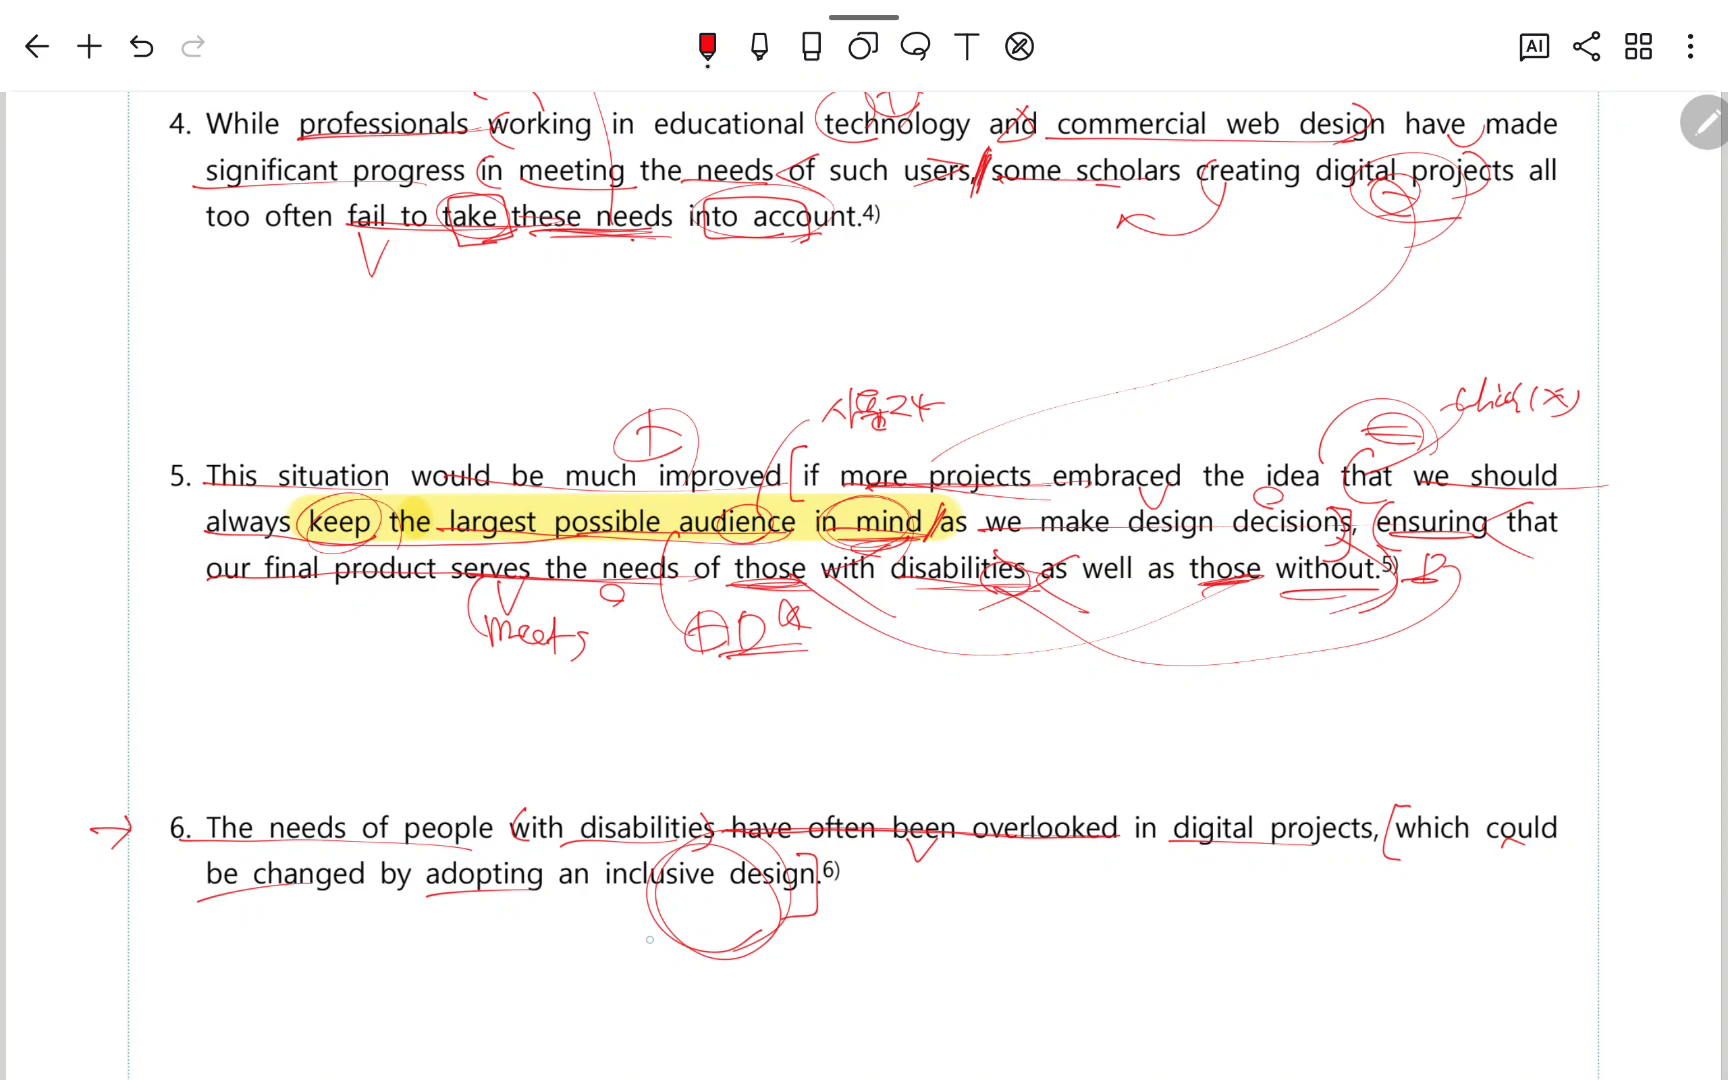 AI
4. While professionals working in educational technology and commercial web design have made
significant progress in meeting the needs of such users, some scholars creating digital projects all
too often fail to take these needs into account.4)
which(x)
5. This situation would be much improved if more projects embraced the idea that we should
always keep the largest possible audience in mind as we make design decisions, ensuring that
our final product serves the needs of those with disabilities as well as those without.5)
meets
6. The needs of people with disabilities have often been overlooked in digital projects, which could
be changed by adopting an inclusive design.6)